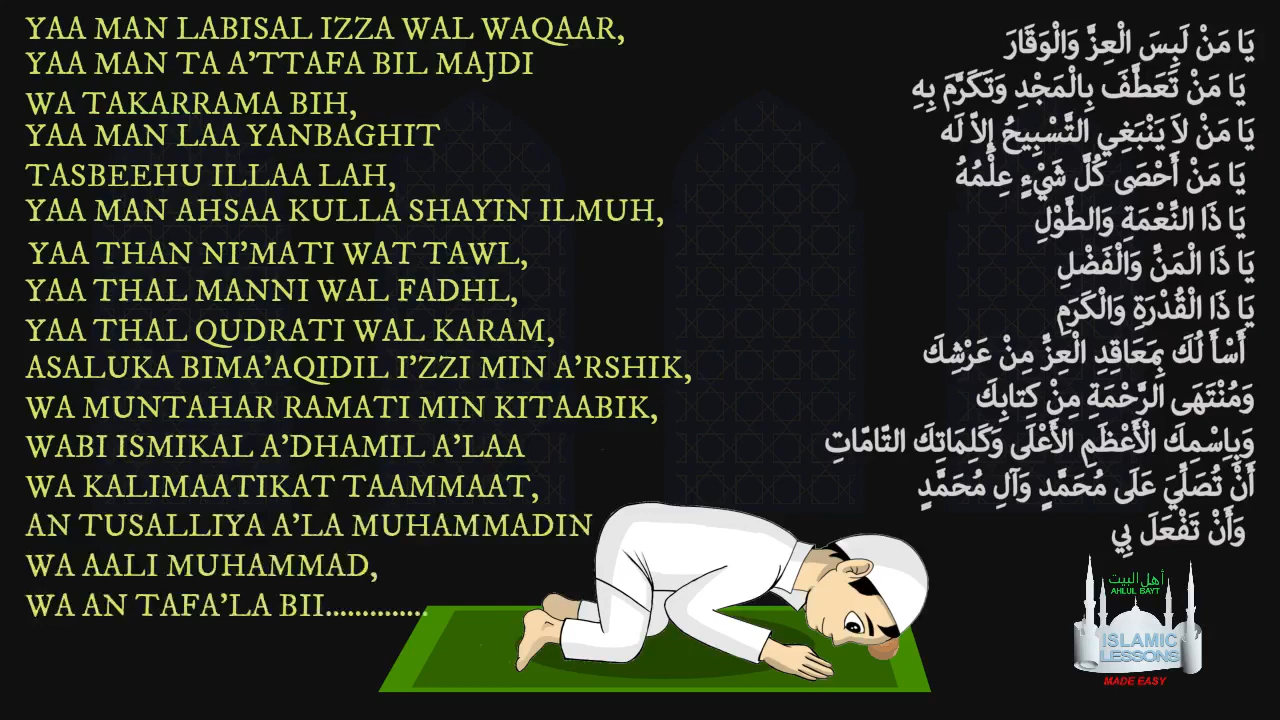 YAA MAN LABISAL IZZA WAL WAQAAR,
YAA MAN TA A'TTAFA BIL MAJDI
WA TAKARRAMA BIH,
YAA MAN LAA YANBAGHIT
TASBEEHU ILLAA LAH,
YAA MAN AHSAA KULLA SHAYIN ILMUH,
YAA THAN NI'MATI WAT TAWL,
YAA THAL MANNI WAL FADHL,
YAA THAL QUDRATI WAL KARAM,
ASALUKA BIMA'AQIDIL I'ZZI MIN A'RSHIK,
WA MUNTAHAR RAMATI MIN KITAABIK,
WABI ISMIKAL A'DHAMIL A'LAA
WA KALIMAATIKAT TAAMMAAT,
AN TUSALLIYA A'LA MUHAMMADIN
WA AALI MUHAMMAD,
WA AN TAFA'LA BII...............
يَا مَنْ لَبِسَ الْعِزَّ وَالْوَقَارَ
يَا مَنْ تَعَطَّفَ بِالْمَجْدِ وَتَكَرَّمَ بِهِ
يَا مَنْ لاَ يَنْبَغِي التَّسْبِيحُ إِلاَّ لَه
يَا مَنْ أَحْصَى كُلَّ شَيْءٍ عِلْمُهُ
يَا ذَا النَّعْمَةِ وَالطَّوْلِ
يَا ذَا الْمَنَّ وَالْفَضْلِ
يَا ذَا الْقُدْرَةِ وَالْكَرَمِ
أَسْأَ لُكَ بِمَعَاقِدِ الْعِزَّ مِنْ عَرْشِكَ
وَمُنْتَهَى الرَّحْمَةِ مِنْ كِتابِكَ
وَبِاسْمِكَ الْأَعْظَمِ الأَعْلَى وَكَلِمَاتِكَ التَّامَّاتِ
أَنْ تُصَلِّيَ عَلَى مُحَمَّدٍ وَآلِ مُحَمَّدٍ
وَأَنْ تَفْعَلَ بِي
أهل البيت
AHLUL BAYT
ISLAMIC
LESSONS
MADE EASY